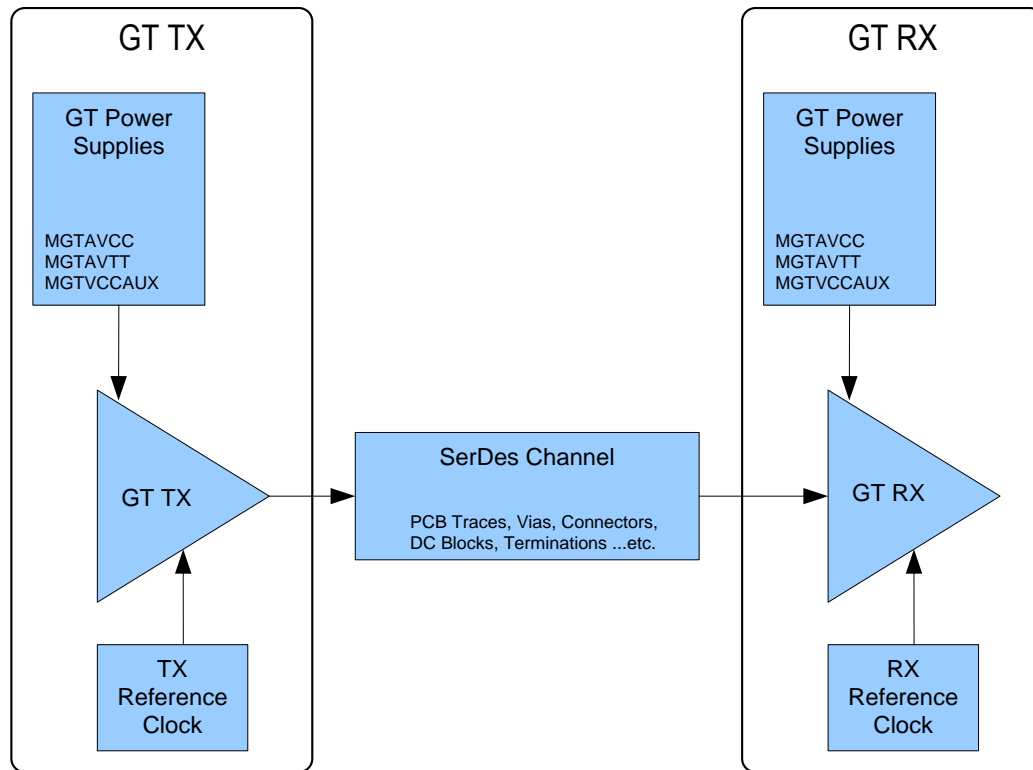 GT TX
GT Power
Supplies
MGTAVCC
MGTAVTT
MGTVCCAUX
GT TX
TX
Reference
Clock
SerDes Channel
PCB Traces, Vias, Connectors,
DC Blocks, Terminations ...etc.
GT RX
GT Power
Supplies
MGTAVCC
MGTAVTT
MGTVCCAUX
GT RX
RX
Reference
Clock